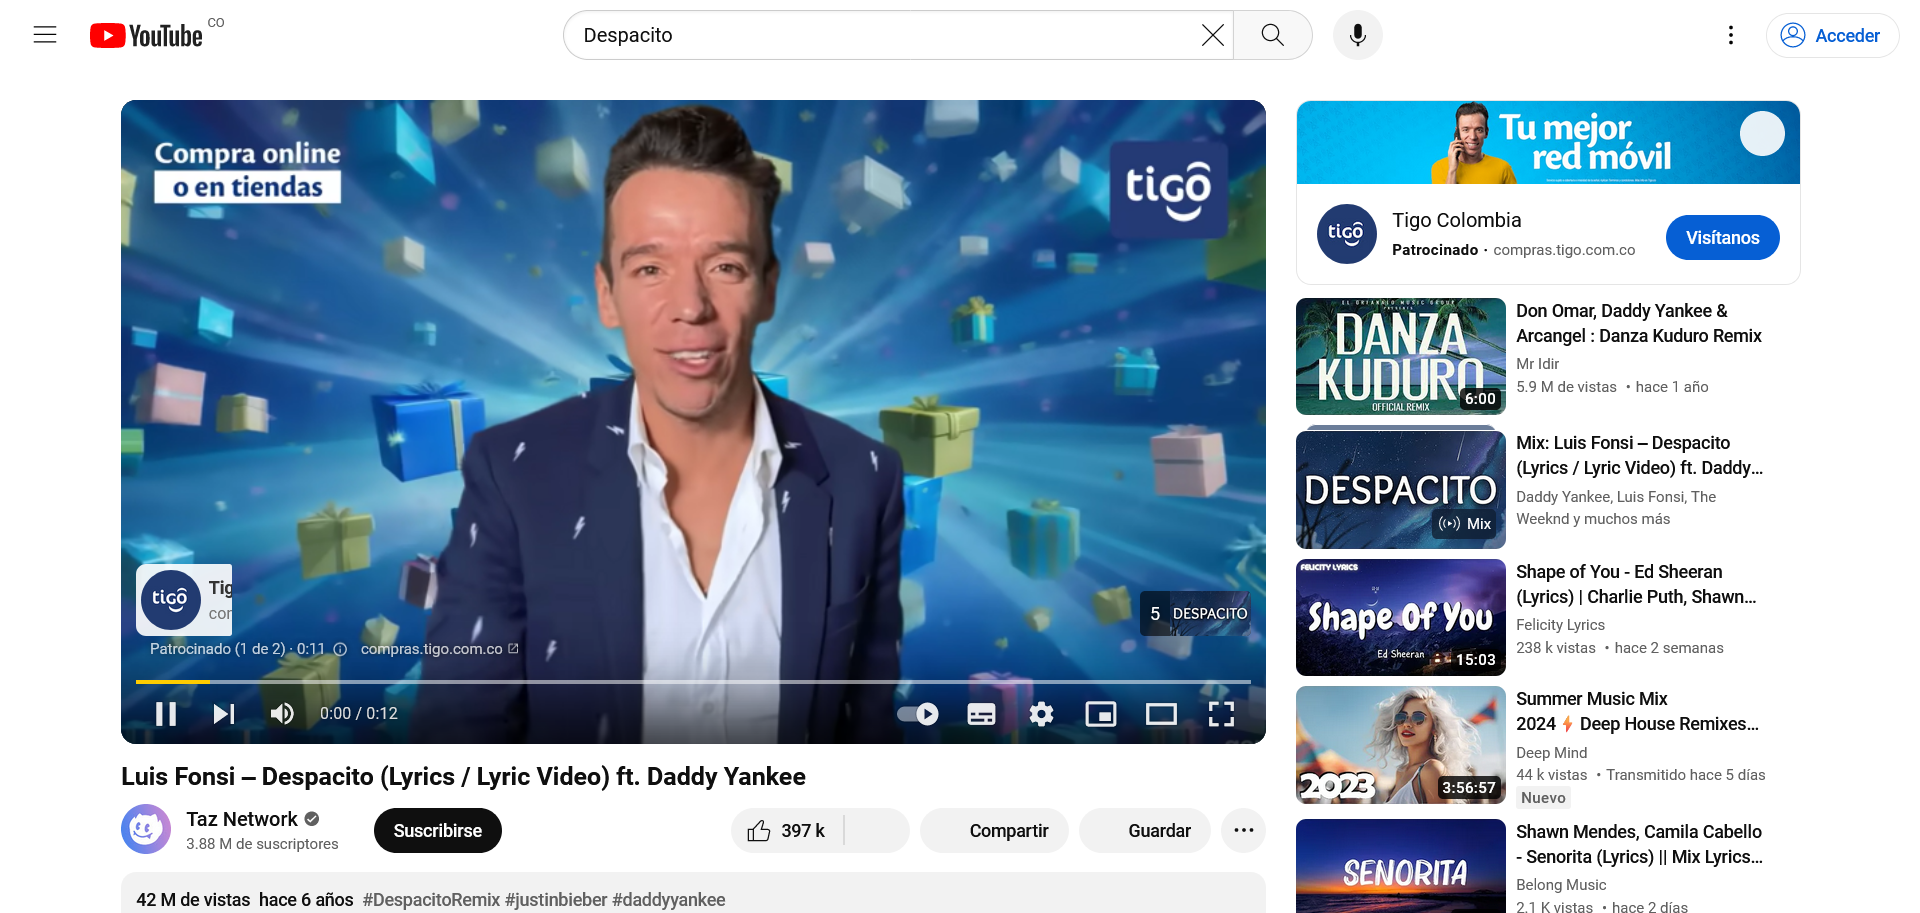 YouTube CO
Despacito
Acceder
Compra online
o en tiendas
tigo
tigo
Tig
cor
5 DESPACITO
Patrocinado (1 de 2) · 0:11 compras.tigo.com.co
0:00 / 0:12
Luis Fonsi – Despacito (Lyrics / Lyric Video) ft. Daddy Yankee
Taz Network
3.88 M de suscriptores
Suscribirse
397 k
Compartir
Guardar
42 M de vistas hace 6 años #DespacitoRemix #justinbieber #daddyyankee
Tu mejor
red móvil
tigo
Tigo Colombia
Patrocinado · compras.tigo.com.co
Visítanos
DANZA
KUDURO
OFFICIAL REMIX
6:00
Don Omar, Daddy Yankee &
Arcangel : Danza Kuduro Remix
Mr Idir
5.9 M de vistas • hace 1 año
DESPACITO
Mix
Mix: Luis Fonsi – Despacito
(Lyrics / Lyric Video) ft. Daddy...
Daddy Yankee, Luis Fonsi, The
Weeknd y muchos más
FELICITY LYRICS
Shape Of You
Ed Sheeran
15:03
Shape of You - Ed Sheeran
(Lyrics) | Charlie Puth, Shawn...
Felicity Lyrics
238 k vistas • hace 2 semanas
2023
3:56:57
Summer Music Mix
2024⚡Deep House Remixes...
Deep Mind
44 k vistas • Transmitido hace 5 días
Nuevo
SENORITA
Shawn Mendes, Camila Cabello
- Senorita (Lyrics) || Mix Lyrics...
Belong Music
2.1 K vistas • hace 2 días